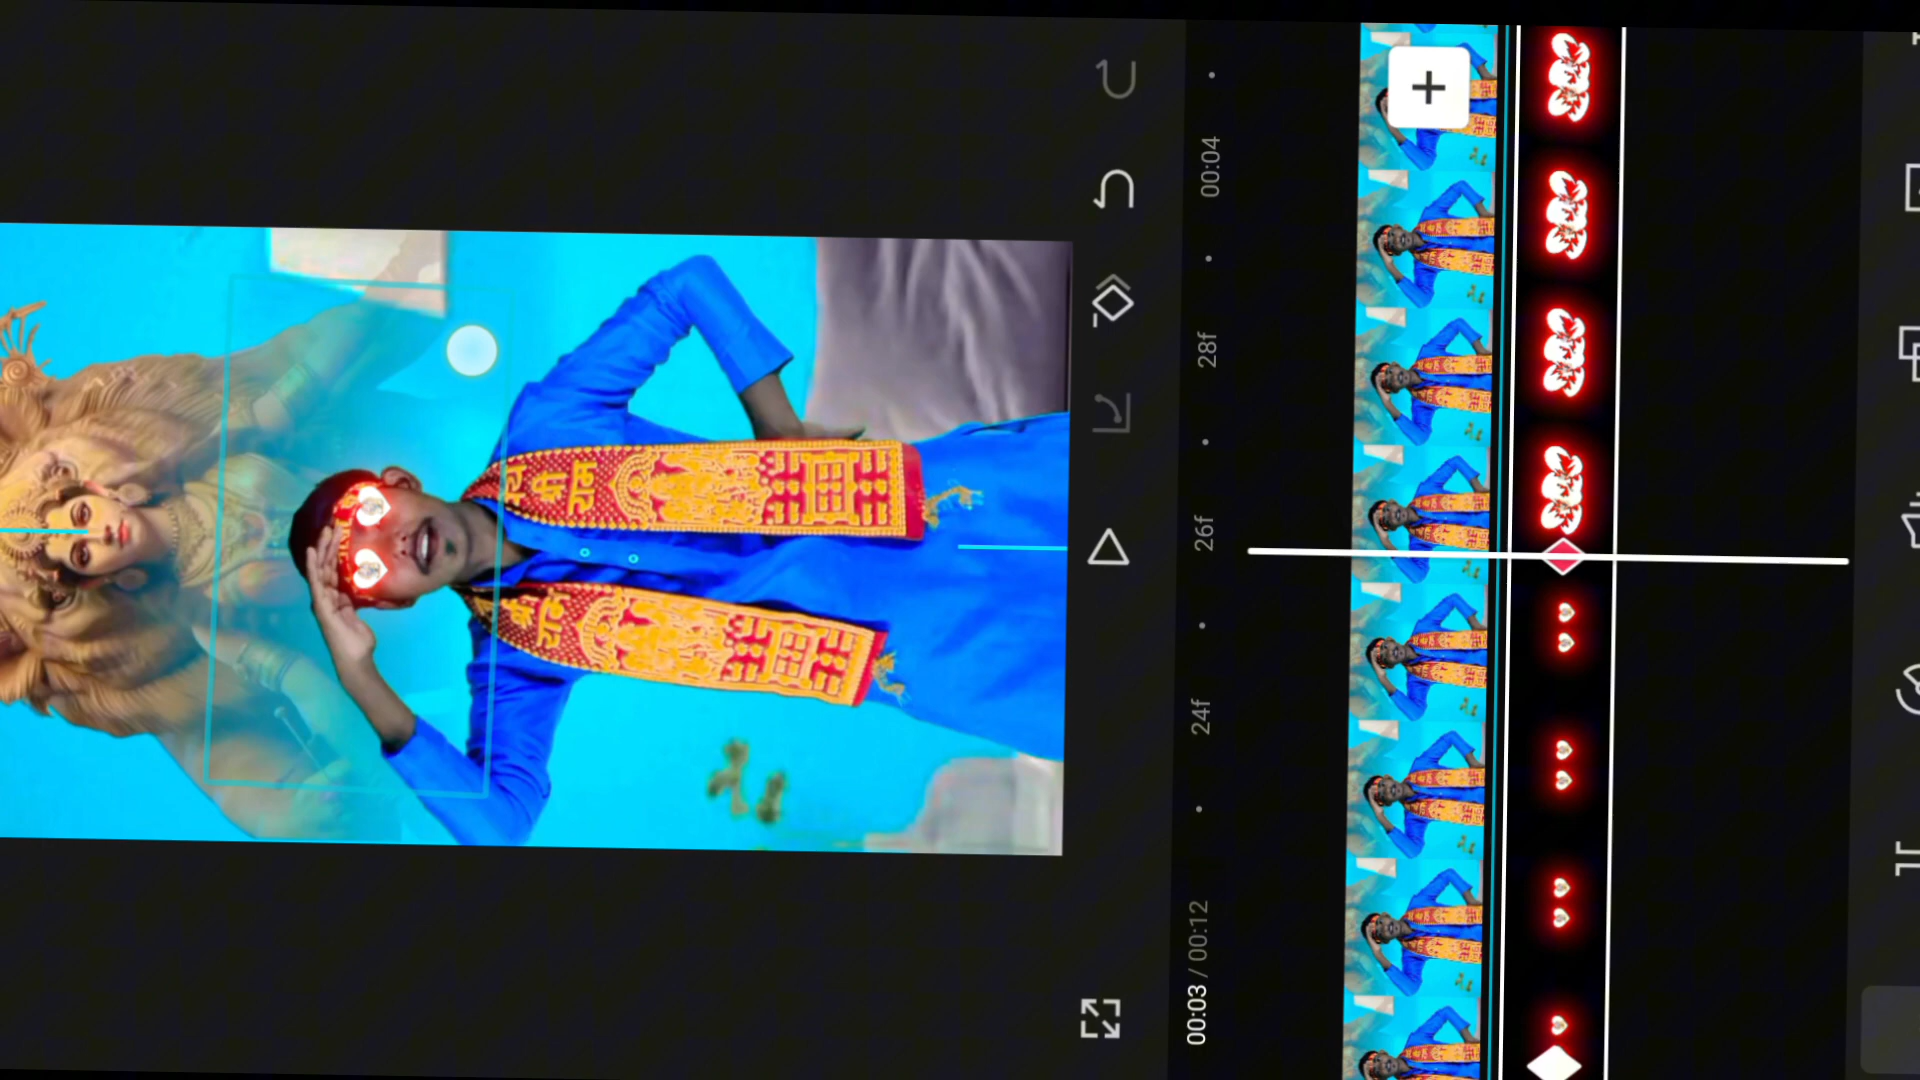 श्री
राम
श्री
राम
00:03 / 00:12
24f
26f
28f
00:04